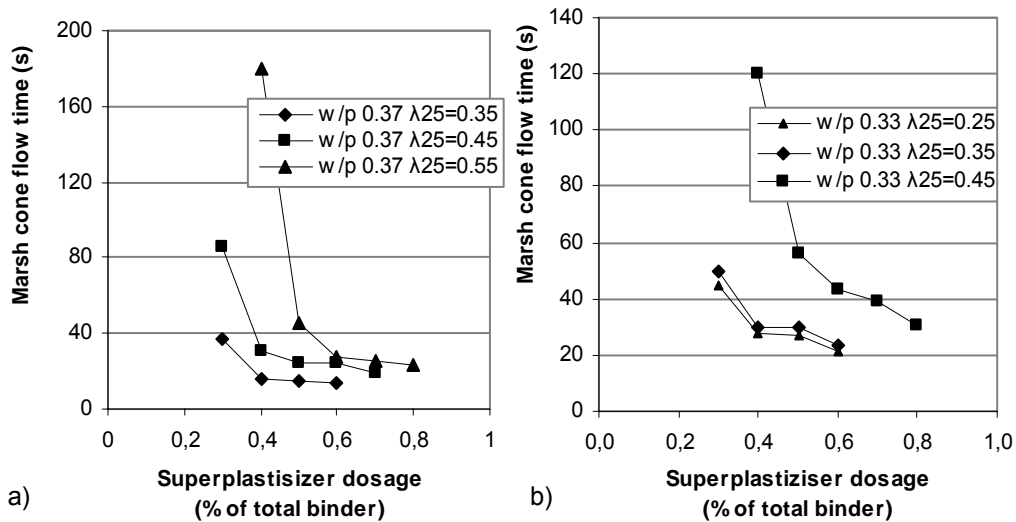 a)
Marsh cone flow time (s)
200
160
120
80
40
0
0
0,2
0,4
0,6
0,8
1
w/p 0.37 λ25=0.35
w/p 0.37 λ25=0.45
w/p 0.37 λ25=0.55
Superplastisizer dosage
(% of total binder)
b)
Marsh cone flow time (s)
140
120
100
80
60
40
20
0
0,0
0,2
0,4
0,6
0,8
1,0
w/p 0.33 λ25=0.25
w/p 0.33 λ25=0.35
w/p 0.33 λ25=0.45
Superplastiziser dosage
(% of total binder)
a)
b)